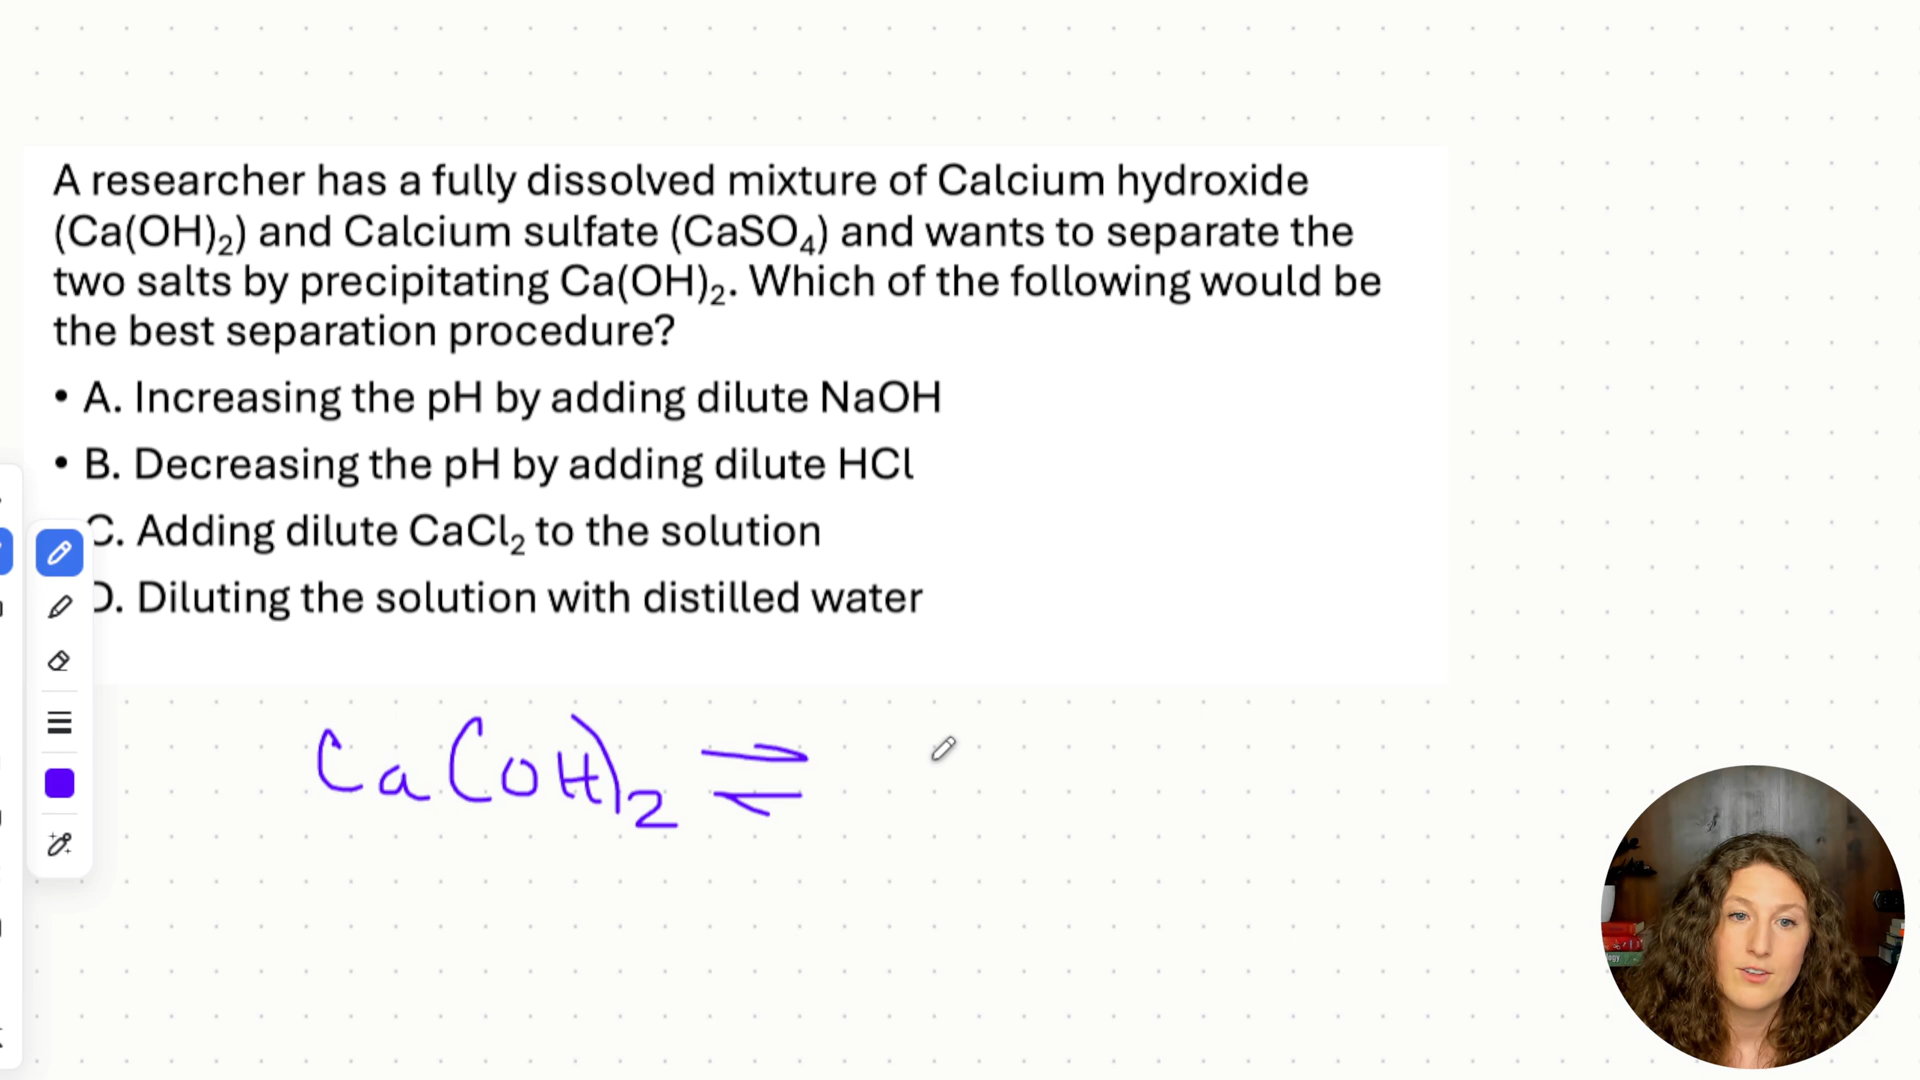 A researcher has a fully dissolved mixture of Calcium hydroxide
(Ca(OH)₂) and Calcium sulfate (CaSO₄) and wants to separate the
two salts by precipitating Ca(OH)₂. Which of the following would be
the best separation procedure?
• A. Increasing the pH by adding dilute NaOH
• B. Decreasing the pH by adding dilute HCl
C. Adding dilute CaCl₂ to the solution
D. Diluting the solution with distilled water
Ca(OH)₂ ⇌